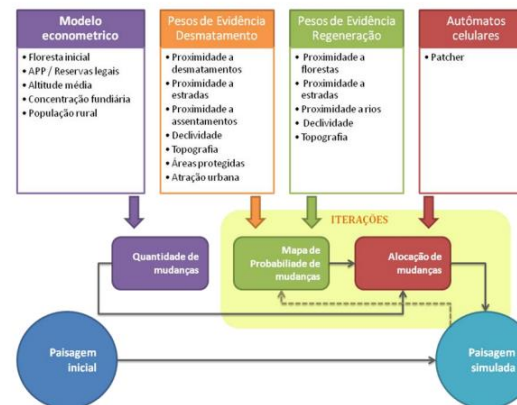 Modelo
econometrico
• Floresta inicial
• APP / Reservas legais
• Altitude média
• Concentração fundiária
• População rural
Pesos de Evidência
Desmatamento
• Proximidade a
desmatamentos
• Proximidade a
estradas
• Proximidade a
assentamentos
• Declividade
• Topografia
• Áreas protegidas
• Atração urbana
Pesos de Evidência
Regeneração
• Proximidade a
florestas
• Proximidade a
estradas
• Proximidade a rios
• Declividade
• Topografia
Autômatos
celulares
• Patcher
ITERAÇÕES
Quantidade de
mudanças
Mapa de
Probabiliade de
mudanças
Alocação de
mudanças
Paisagem
inicial
Paisagem
simulada